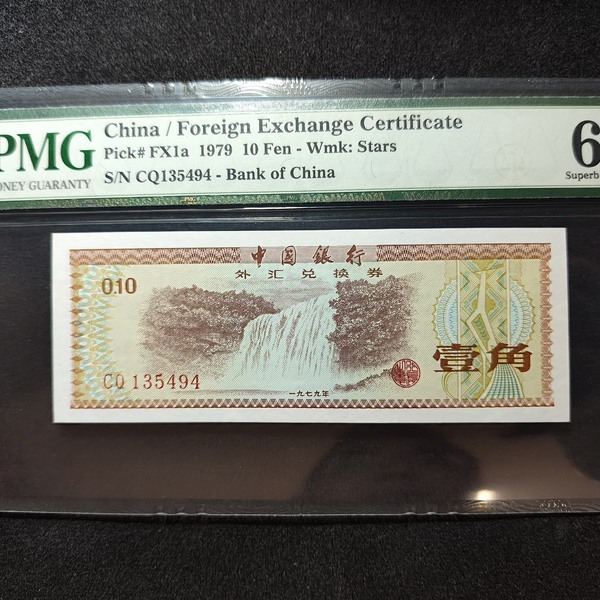 PMG
MONEY GUARANTY
China / Foreign Exchange Certificate
Pick# FX1a 1979 10 Fen - Wmk: Stars
S/N CQ135494 - Bank of China
6
Superb
中国银行
外汇兑换券
0.10
壹角
CQ 135494
一九七九年